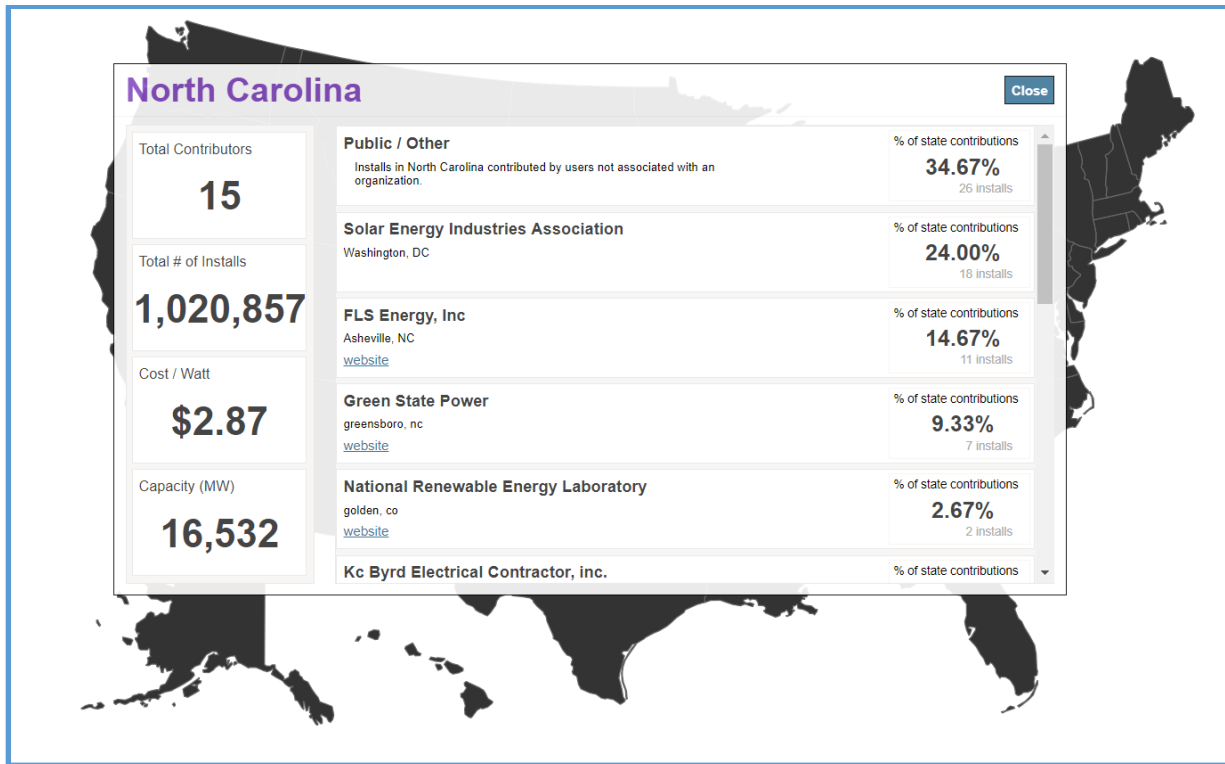 North Carolina
Close
Total Contributors
15
Total # of Installs
1,020,857
Cost / Watt
$2.87
Capacity (MW)
16,532
Public / Other
Installs in North Carolina contributed by users not associated with an
organization.
% of state contributions
34.67%
26 installs
Solar Energy Industries Association
Washington, DC
% of state contributions
24.00%
18 installs
FLS Energy, Inc
Asheville, NC
website
% of state contributions
14.67%
11 installs
Green State Power
greensboro, nc
website
% of state contributions
9.33%
7 installs
National Renewable Energy Laboratory
golden, co
website
% of state contributions
2.67%
2 installs
Kc Byrd Electrical Contractor, inc.
% of state contributions